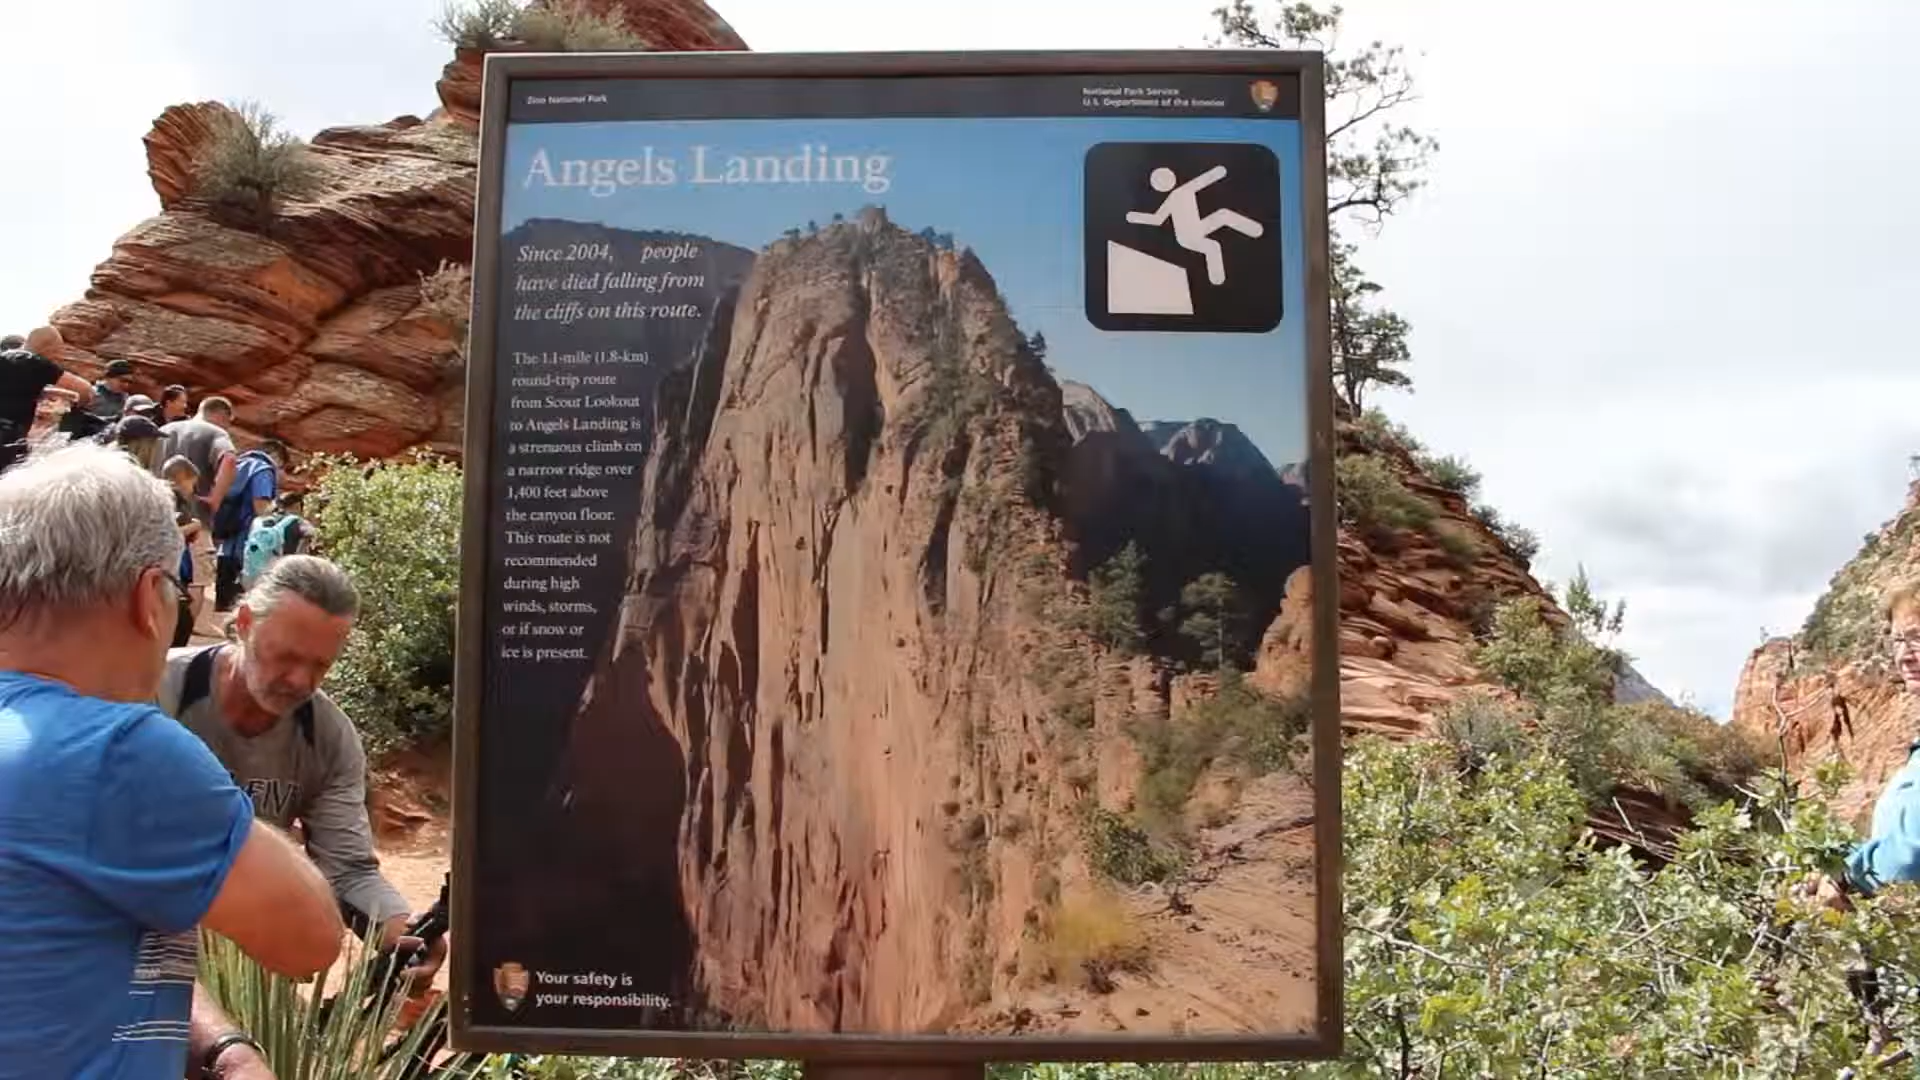 Zion National Park
National Park Service
U.S. Department of the Interior
Angels Landing
Since 2004, people
have died falling from
the cliffs on this route.
The 1.1-mile (1.8-km)
round-trip route
from Scout Lookout
to Angels Landing is
a strenuous climb on
a narrow ridge over
1,400 feet above
the canyon floor.
This route is not
recommended
during high
winds, storms,
or if snow or
ice is present.
Your safety is
your responsibility.